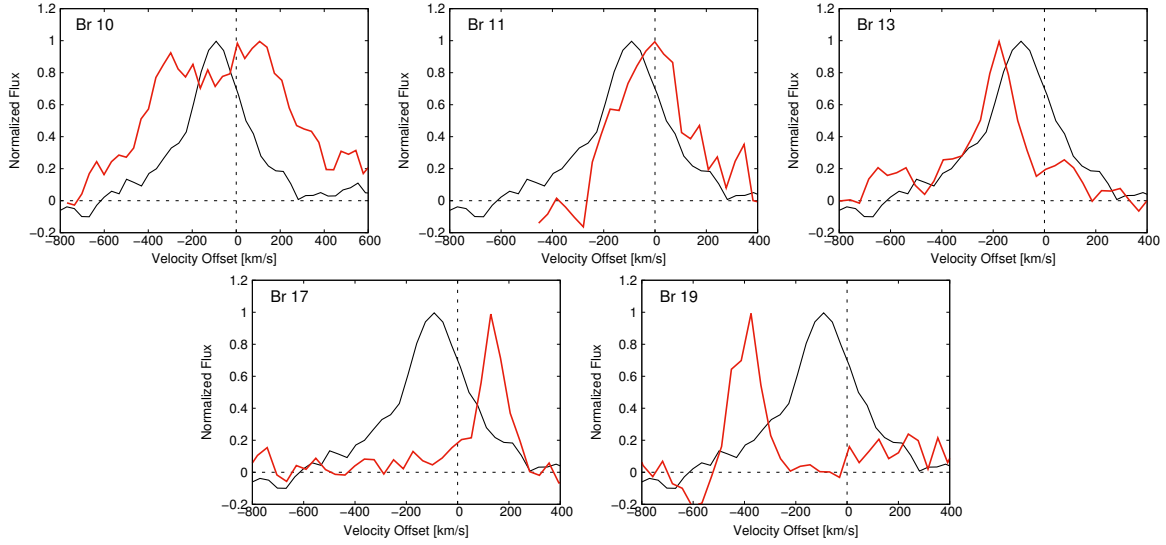 Br 10
Normalized Flux
1.2
1
0.8
0.6
0.4
0.2
0
−0.2
−800 −600 −400 −200 0 200 400 600
Velocity Offset [km/s]
Br 11
Normalized Flux
1.2
1
0.8
0.6
0.4
0.2
0
−0.2
−800 −600 −400 −200 0 200 400
Velocity Offset [km/s]
Br 13
Normalized Flux
1.2
1
0.8
0.6
0.4
0.2
0
−0.2
−800 −600 −400 −200 0 200 400
Velocity Offset [km/s]
Br 17
Normalized Flux
1.2
1
0.8
0.6
0.4
0.2
0
−0.2
−800 −600 −400 −200 0 200 400
Velocity Offset [km/s]
Br 19
Normalized Flux
1.2
1
0.8
0.6
0.4
0.2
0
−0.2
−800 −600 −400 −200 0 200 400
Velocity Offset [km/s]